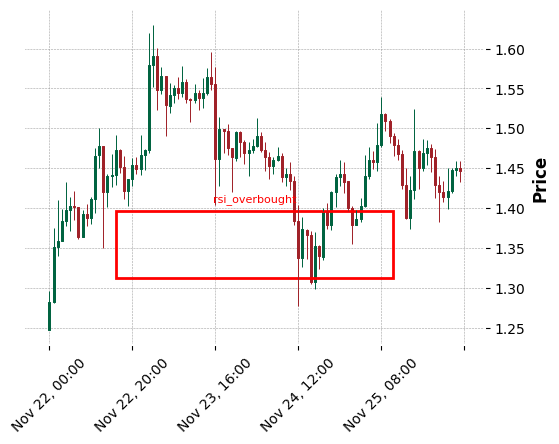 1.60
1.55
1.50
1.45
1.40
1.35
1.30
1.25
Price
rsi_overbought
Nov 22, 00:00
Nov 22, 20:00
Nov 23, 16:00
Nov 24, 12:00
Nov 25, 08:00